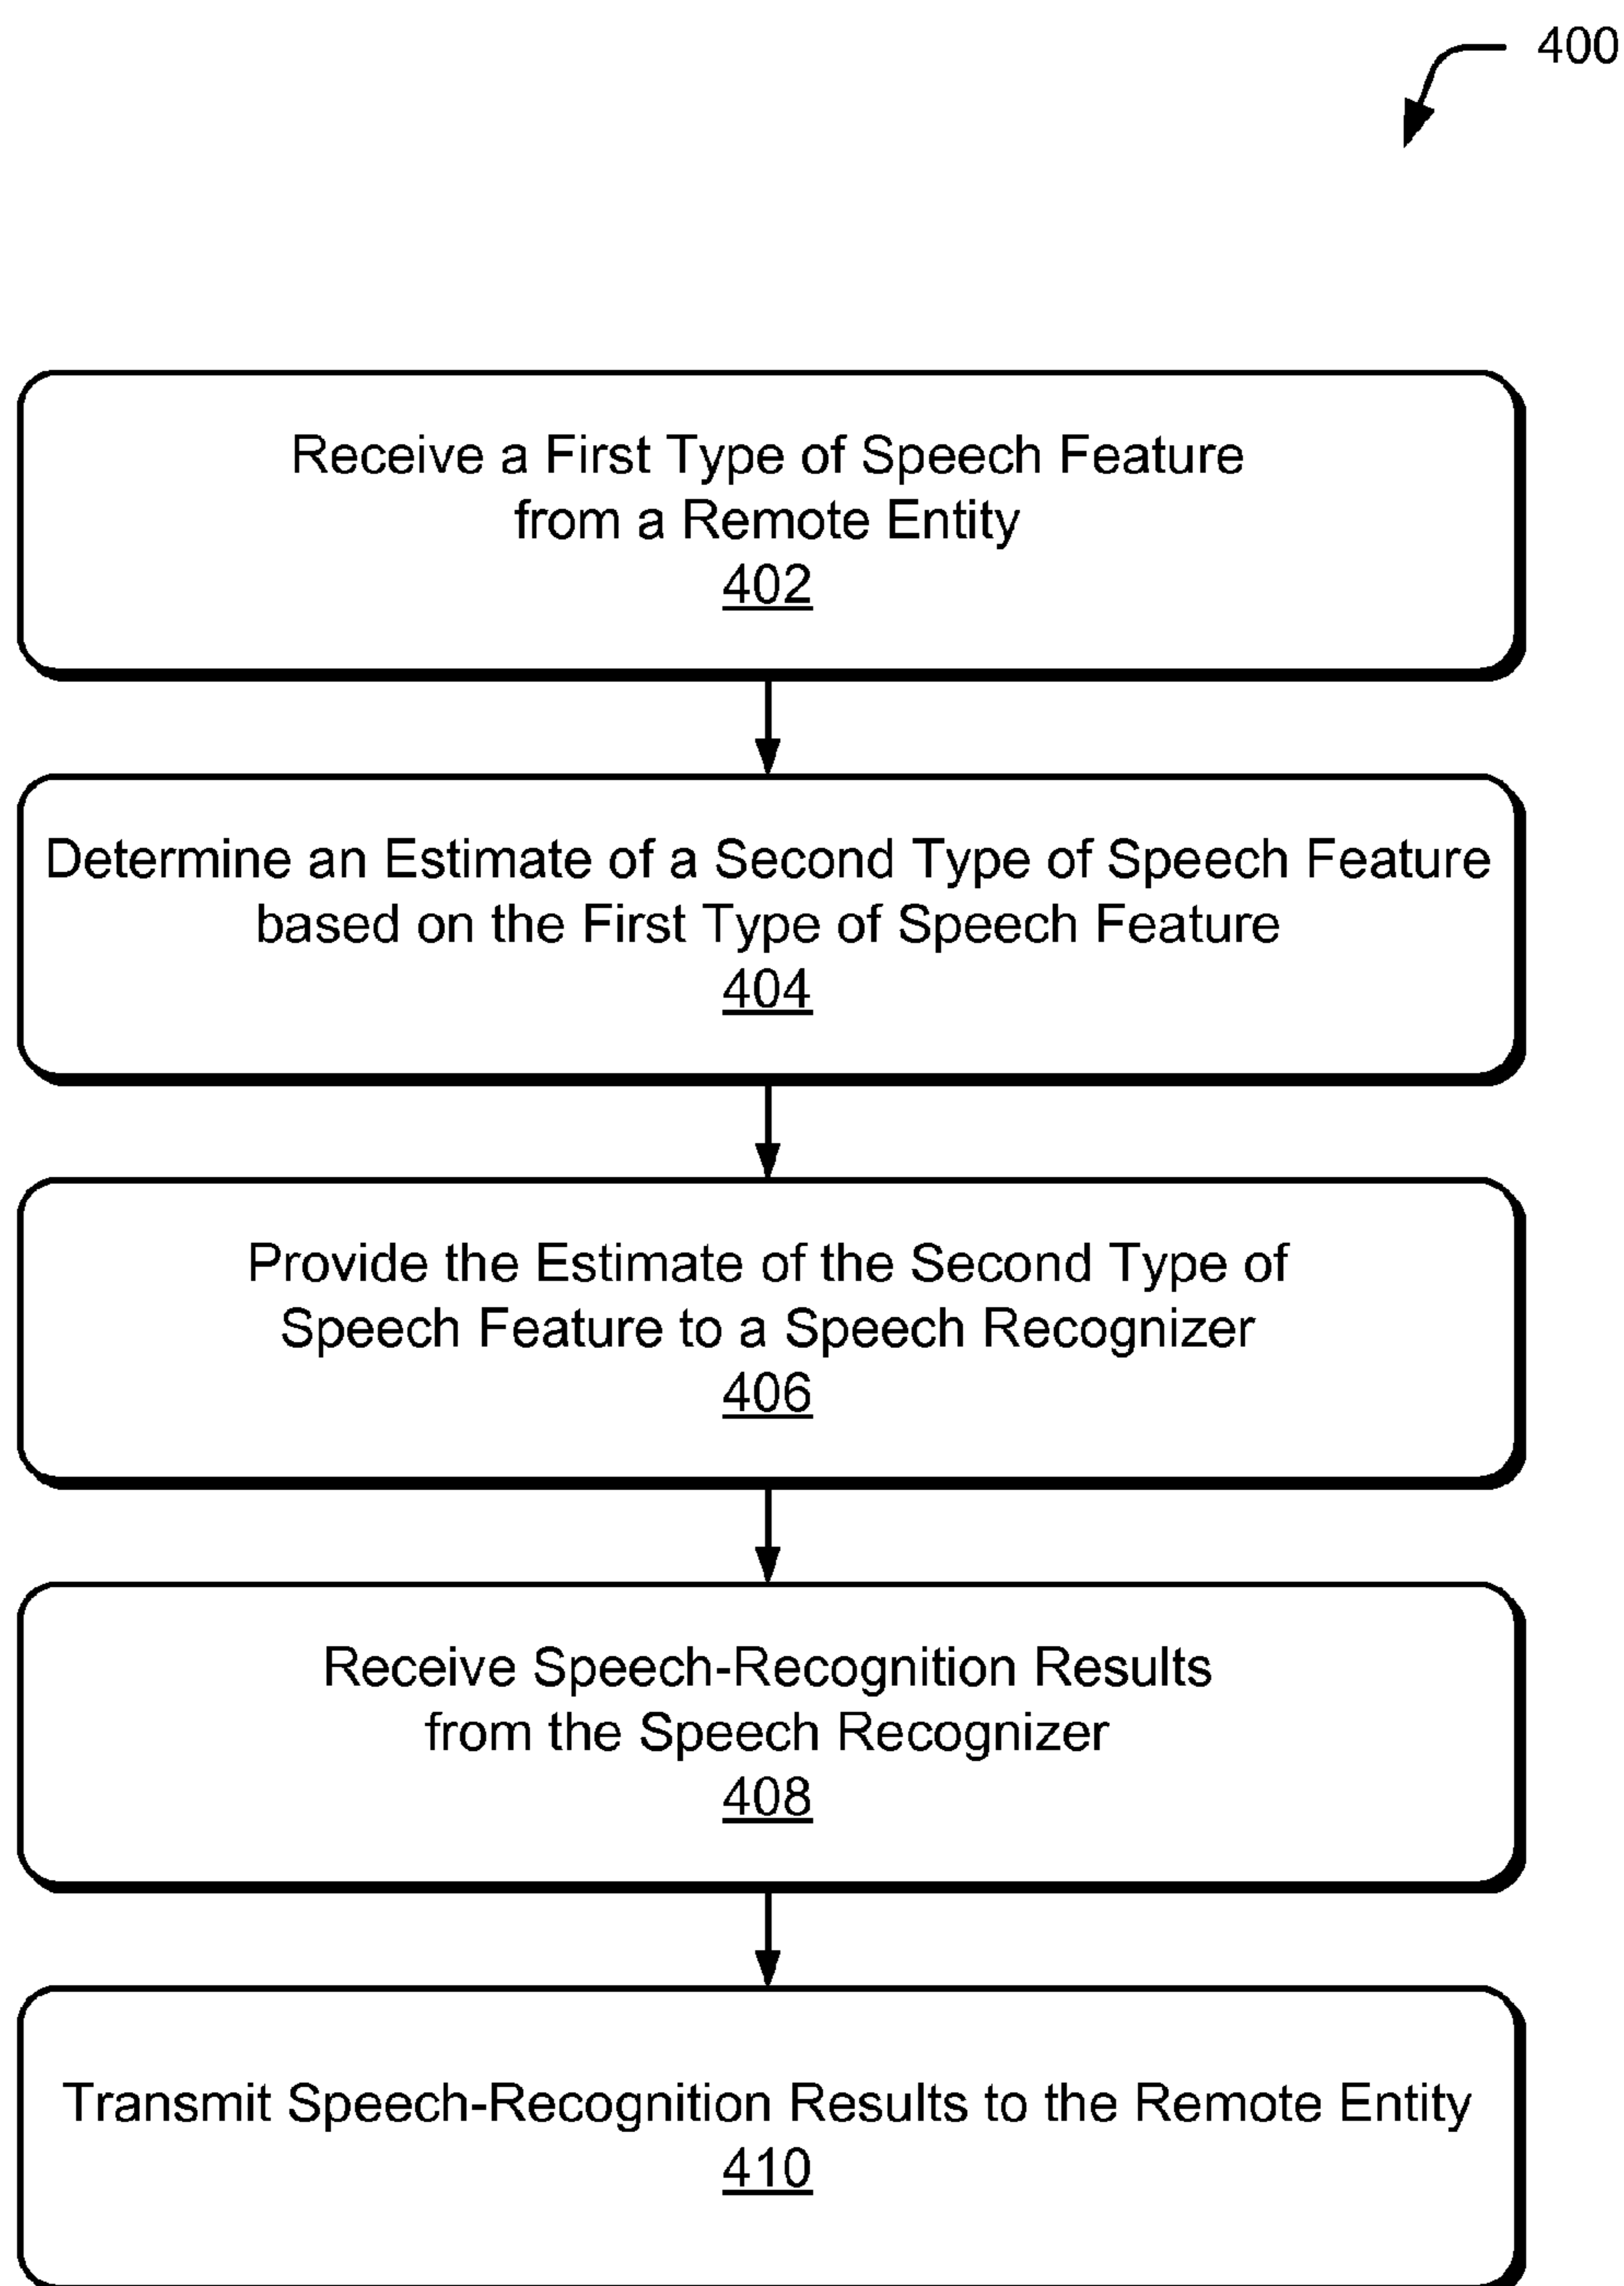 400
Receive a First Type of Speech Feature
from a Remote Entity
402
Determine an Estimate of a Second Type of Speech Feature
based on the First Type of Speech Feature
404
Provide the Estimate of the Second Type of
Speech Feature to a Speech Recognizer
406
Receive Speech-Recognition Results
from the Speech Recognizer
408
Transmit Speech-Recognition Results to the Remote Entity
410